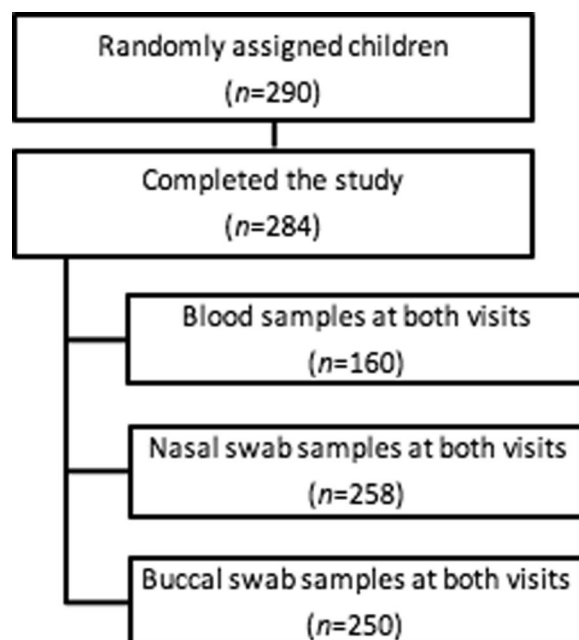 Randomly assigned children
(n=290)
Completed the study
(n=284)
Blood samples at both visits
(n=160)
Nasal swab samples at both visits
(n=258)
Buccal swab samples at both visits
(n=250)